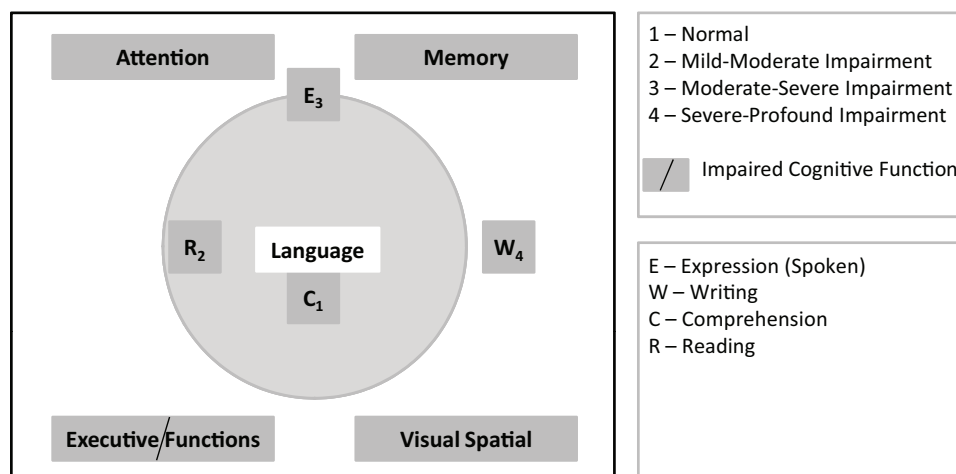 Attention
Memory
E3
R2
Language
W4
C1
Executive Functions
Visual Spatial
1 – Normal
2 – Mild-Moderate Impairment
3 – Moderate-Severe Impairment
4 – Severe-Profound Impairment
Impaired Cognitive Function
E – Expression (Spoken)
W – Writing
C – Comprehension
R – Reading